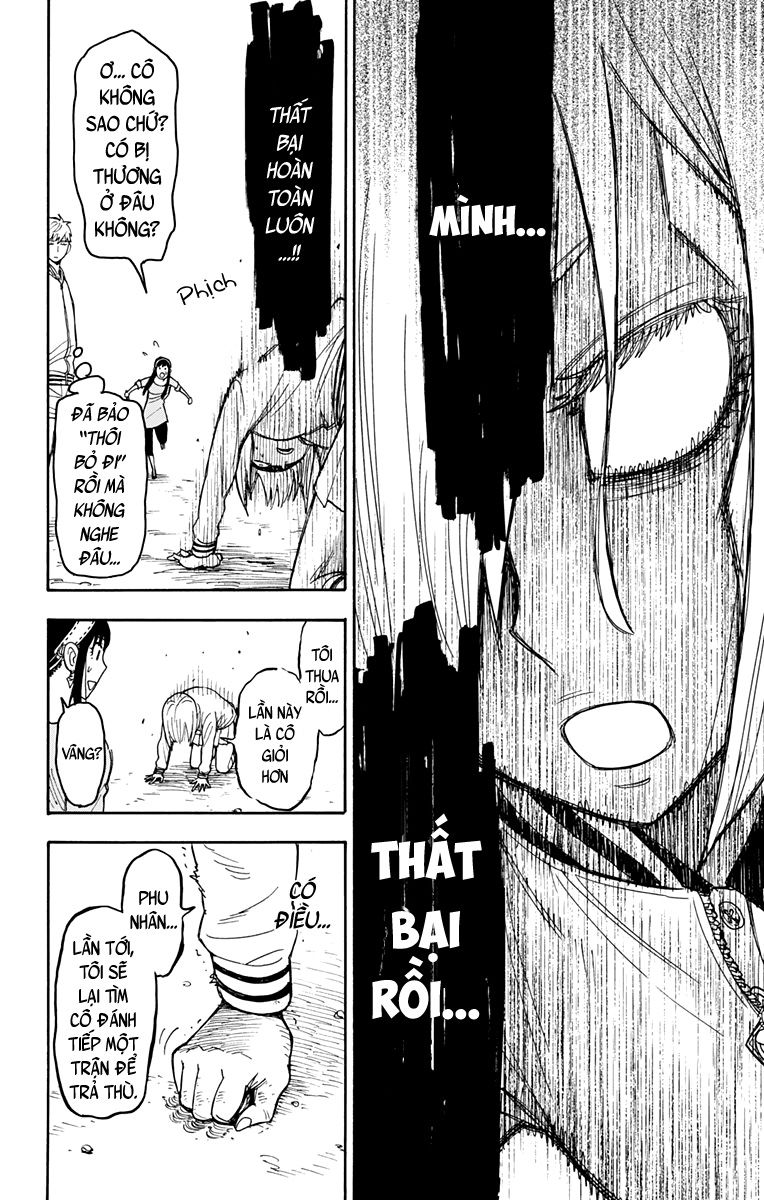 MÌNH...
THẤT
BẠI
RỒI...
THẤT
BẠI
HOÀN
TOÀN
LUÔN
...!!
Phịch
Ơ... CÔ
KHÔNG
SAO CHỨ?
CÓ BỊ
THƯƠNG
Ở ĐÂU
KHÔNG?
ĐÃ BẢO
“THÔI
BỎ ĐI”
RỒI MÀ
KHÔNG
NGHE
ĐÂU...
TÔI
THUA
RỒI...
LẦN NÀY
LÀ CÔ
GIỎI
HƠN
VÂNG?
CÓ
ĐIỀU...
PHU
NHÂN...
LẦN TỚI,
TÔI SẼ
LẠI TÌM
CÔ ĐÁNH
TIẾP MỘT
TRẬN ĐỂ
TRẢ THÙ.